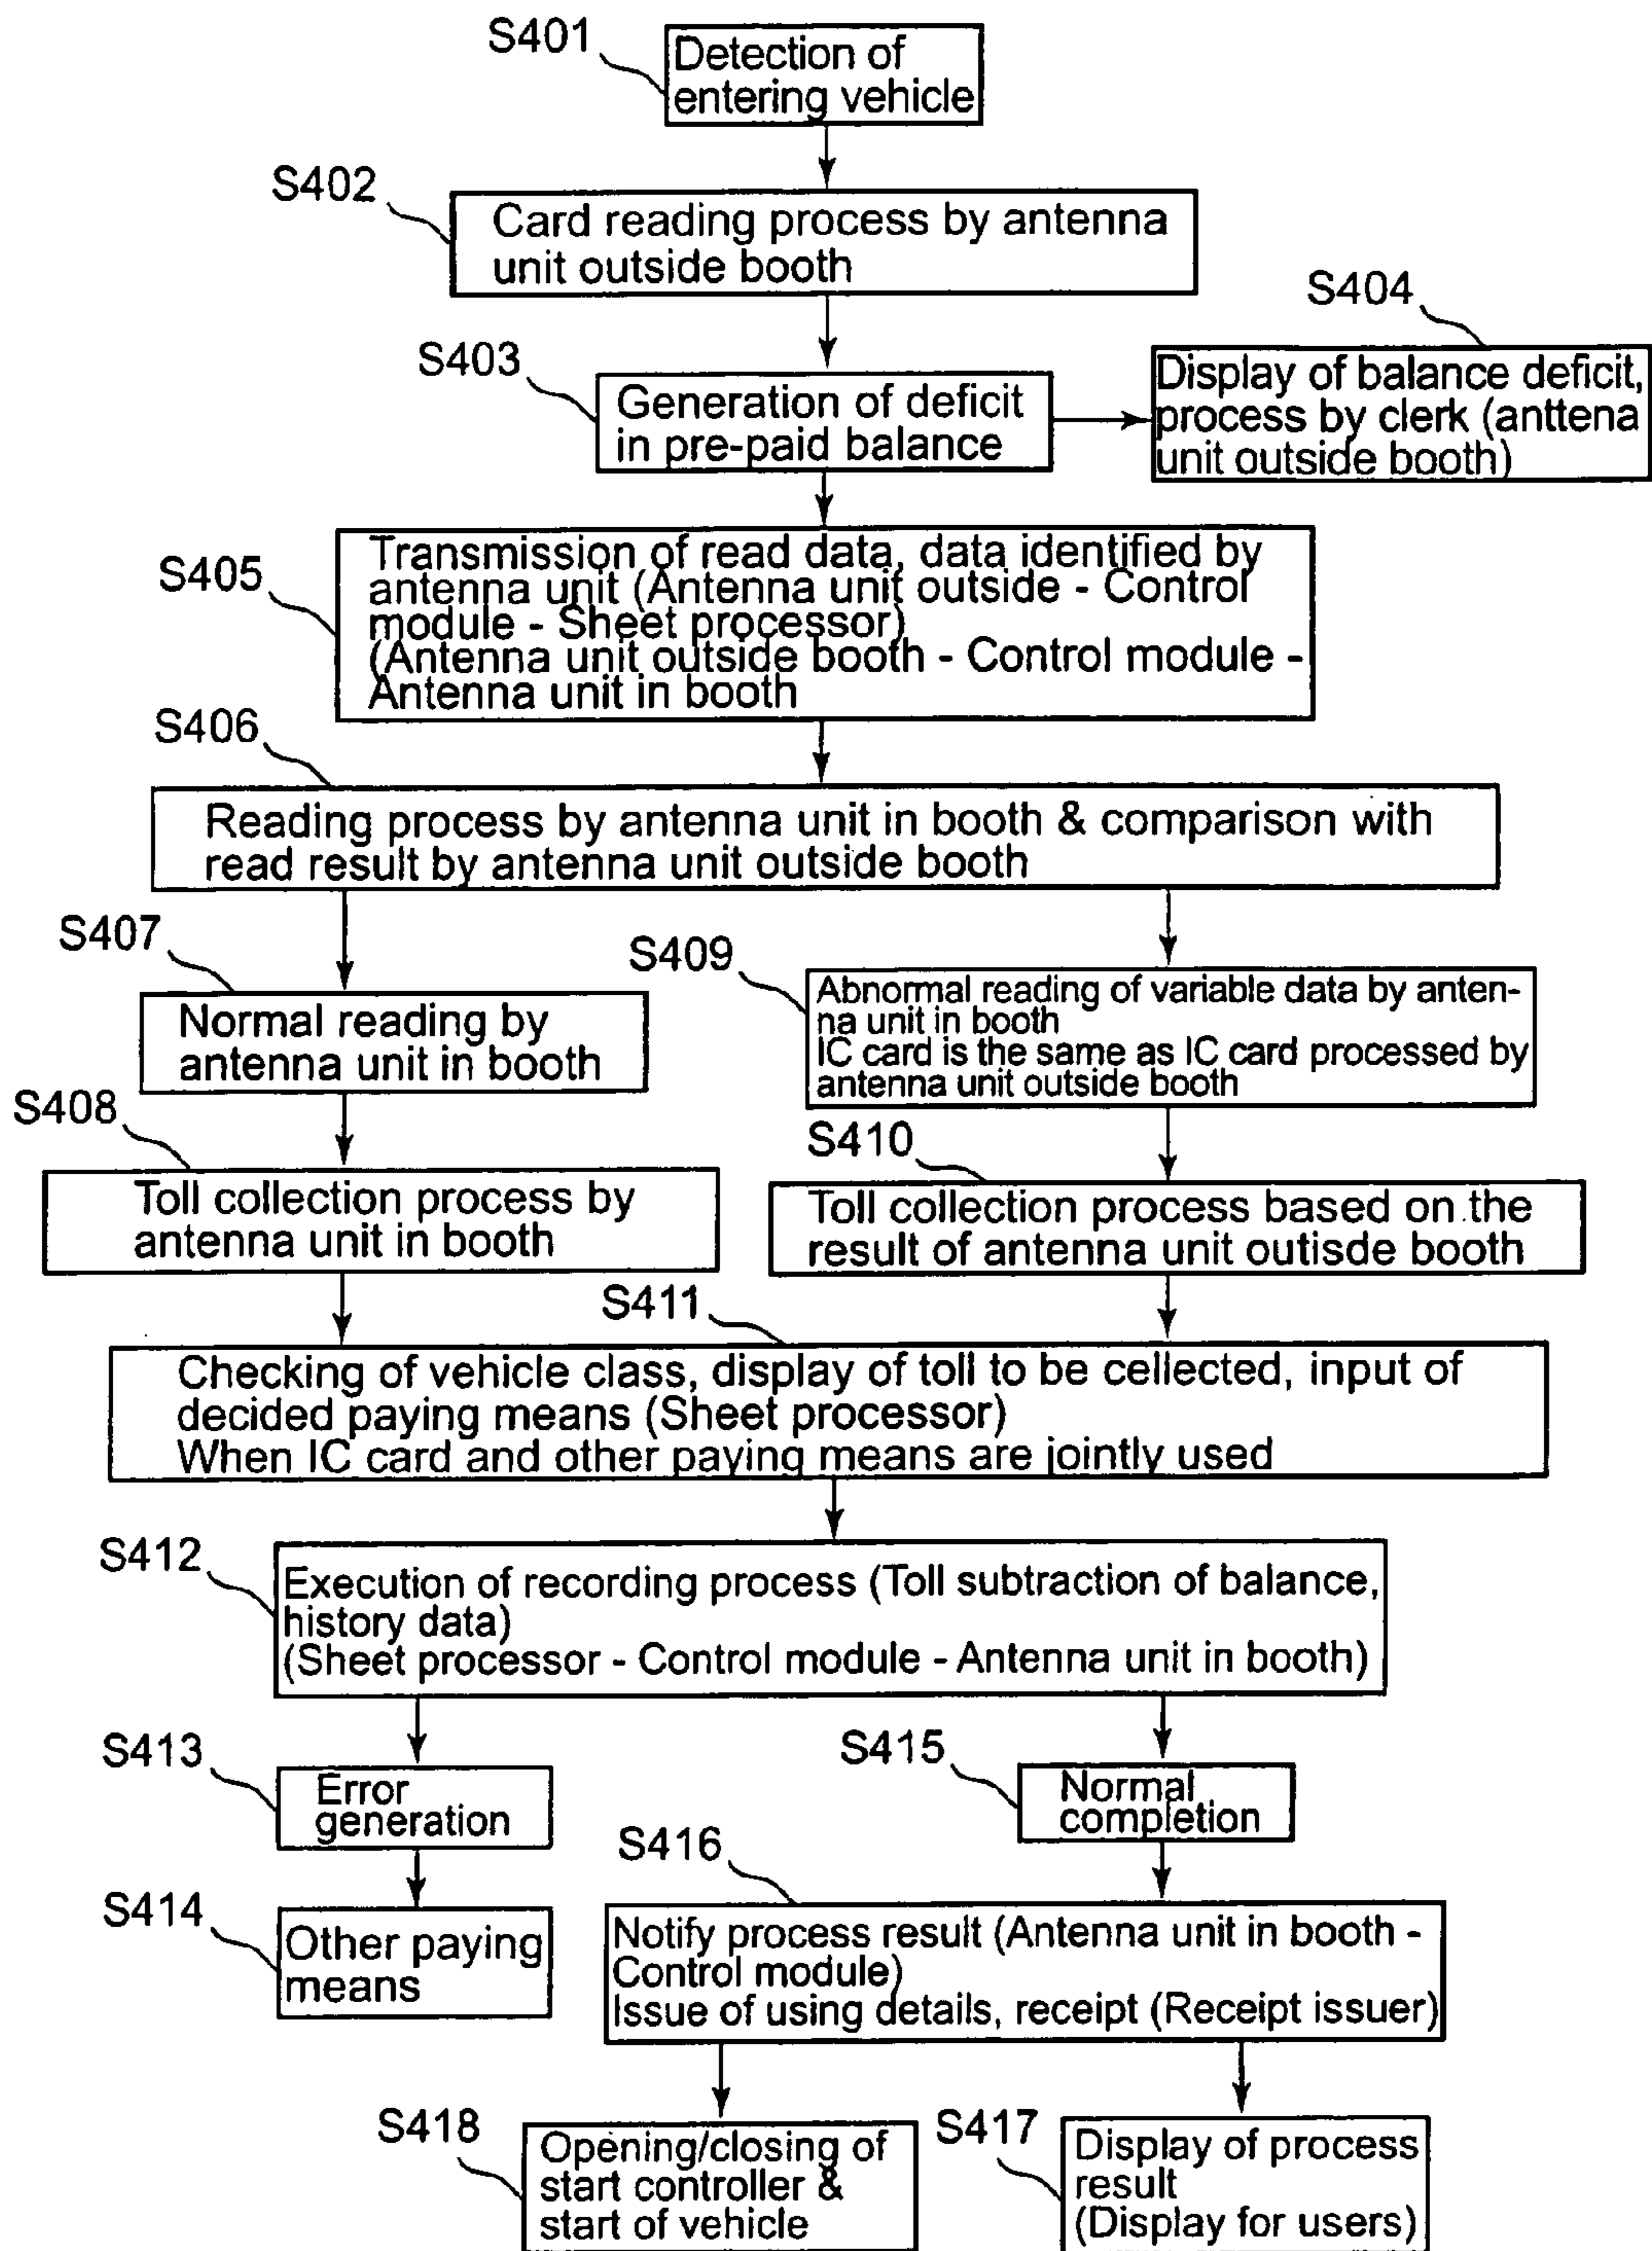 S401
Detection of
entering vehicle
S402
Card reading process by antenna
unit outside booth
S403
Generation of deficit
in pre-paid balance
S404
Display of balance deficit,
process by clerk (anttena
unit outside booth)
S405
Transmission of read data, data identified by
antenna unit (Antenna unit outside - Control
module - Sheet processor)
(Antenna unit outside booth - Control module -
Antenna unit in booth
S406
Reading process by antenna unit in booth & comparison with
read result by antenna unit outside booth
S407
Normal reading by
antenna unit in booth
S409
Abnormal reading of variable data by anten-
na unit in booth
IC card is the same as IC card processed by
antenna unit outside booth
S408
Toll collection process by
antenna unit in booth
S410
Toll collection process based on the
result of antenna unit outisde booth
S411
Checking of vehicle class, display of toll to be cellected, input of
decided paying means (Sheet processor)
When IC card and other paying means are jointly used
S412
Execution of recording process (Toll subtraction of balance,
history data)
(Sheet processor - Control module - Antenna unit in booth)
S413
Error
generation
S415
Normal
completion
S414
Other paying
means
S416
Notify process result (Antenna unit in booth -
Control module)
Issue of using details, receipt (Receipt issuer)
S418
Opening/closing of
start controller &
start of vehicle
S417
Display of process
result
(Display for users)